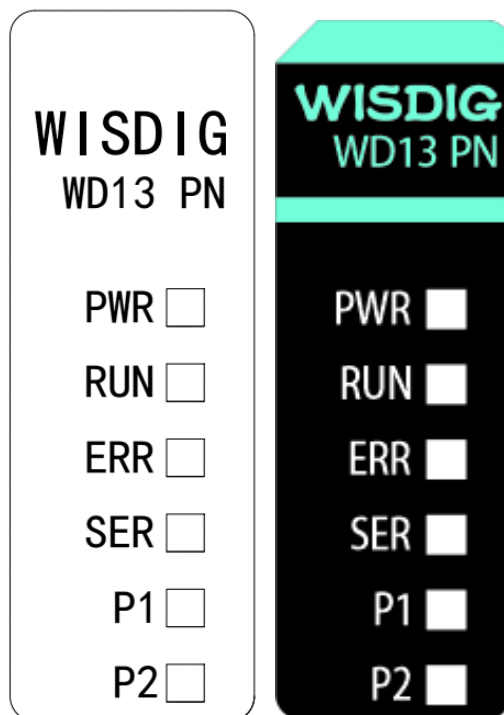 WISDIG
WD13 PN
PWR
RUN
ERR
SER
P1
P2
WISDIG
WD13 PN
PWR
RUN
ERR
SER
P1
P2